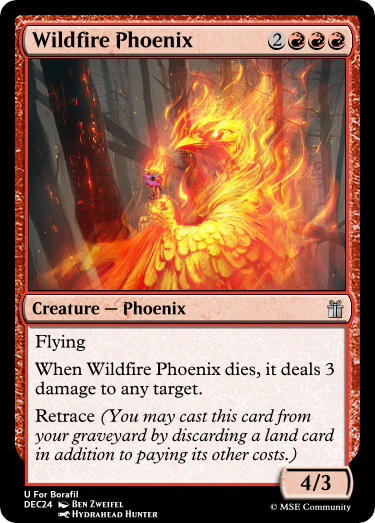 Wildfire Phoenix 2
Creature — Phoenix
Flying
When Wildfire Phoenix dies, it deals 3
damage to any target.
Retrace (You may cast this card from
your graveyard by discarding a land card
in addition to paying its other costs.)
4/3
U For Borafil
DEC24 Ben Zweifel
Hydrahead Hunter
© MSE Community